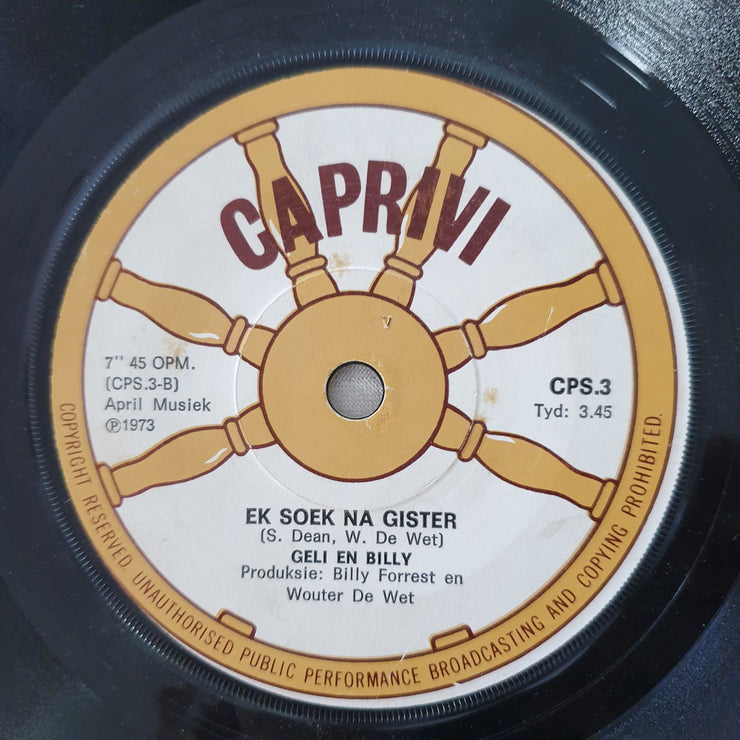 CAPRIVI
7" 45 OPM.
(CPS.3-B)
April Musiek
℗1973
CPS.3
Tyd: 3.45
EK SOEK NA GISTER
(S. Dean, W. De Wet)
GELI EN BILLY
Produksie: Billy Forrest en
Wouter De Wet
COPYRIGHT RESERVED. UNAUTHORISED PUBLIC PERFORMANCE BROADCASTING AND COPYING PROHIBITED.